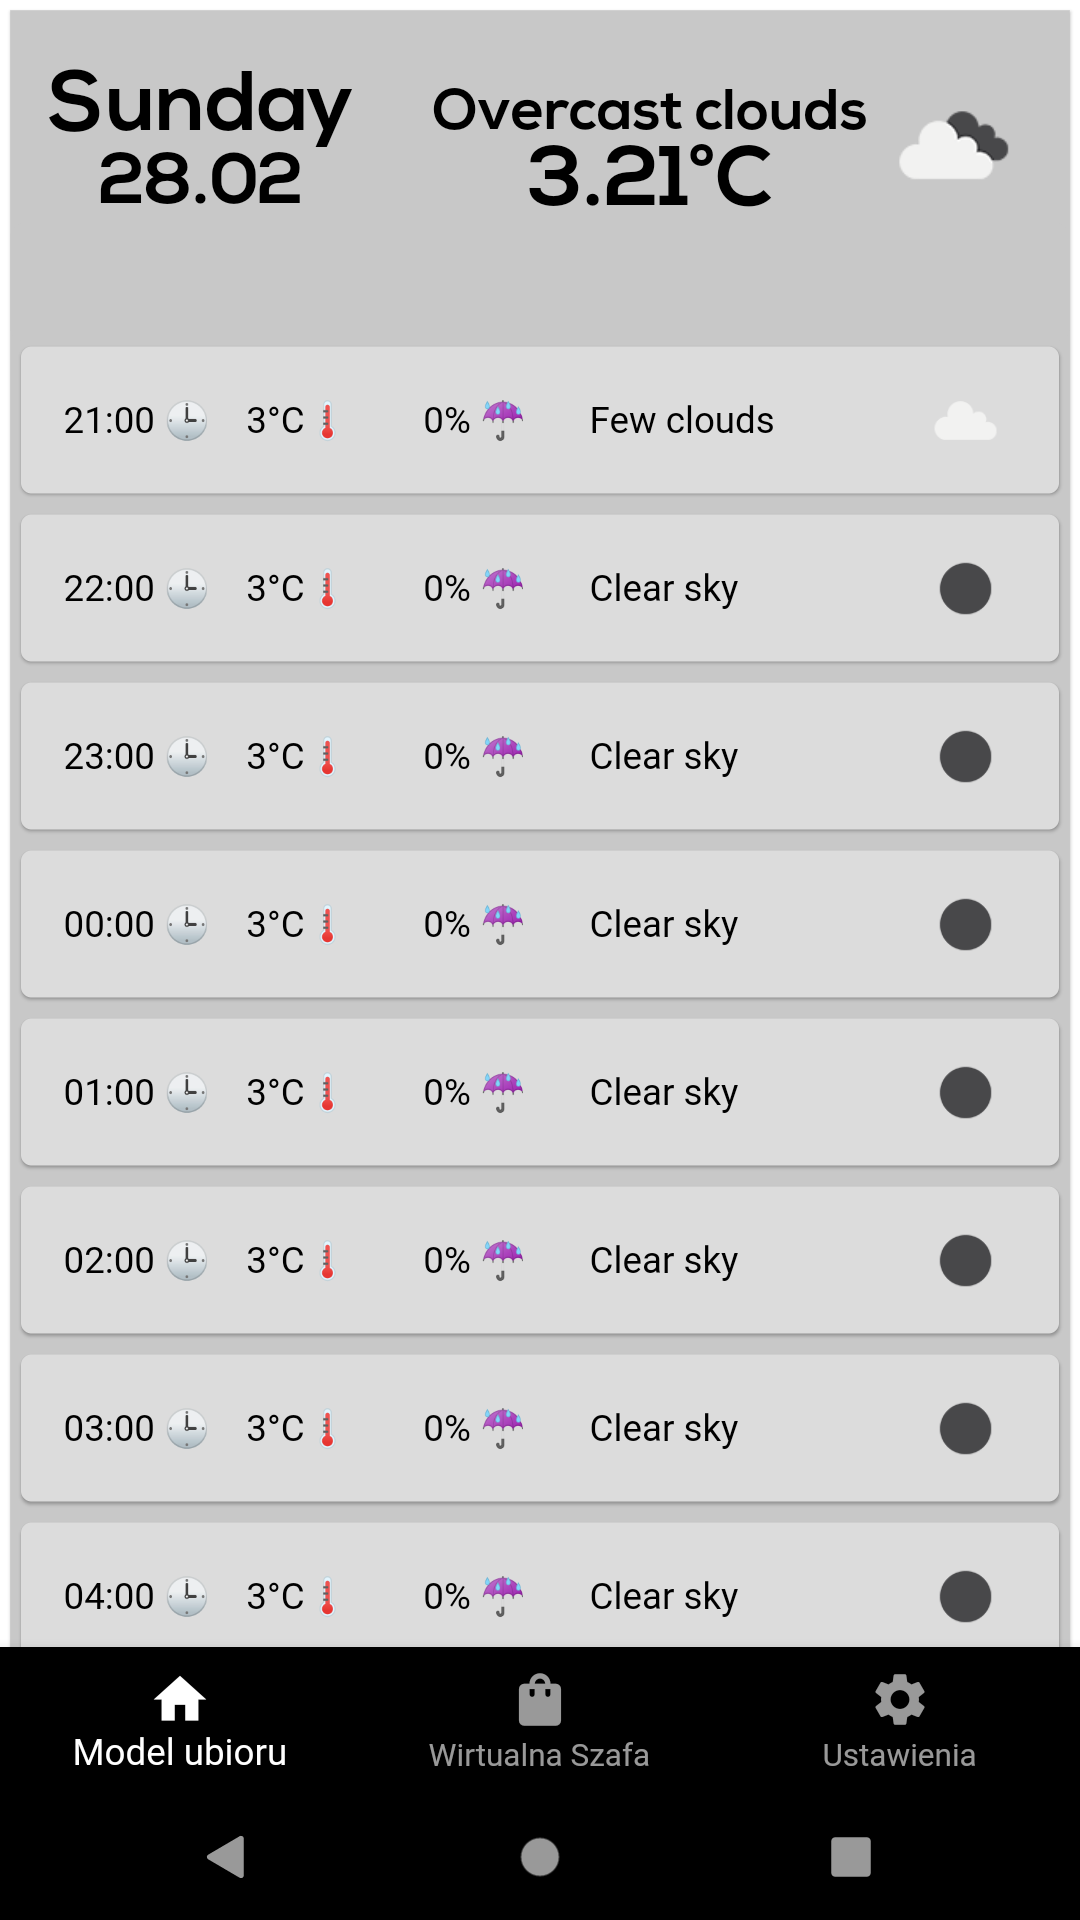 Sunday
28.02
Overcast clouds
3.21°C
21:00 3°C 0% Few clouds
22:00 3°C 0% Clear sky
23:00 3°C 0% Clear sky
00:00 3°C 0% Clear sky
01:00 3°C 0% Clear sky
02:00 3°C 0% Clear sky
03:00 3°C 0% Clear sky
04:00 3°C 0% Clear sky
Model ubioru
Wirtualna Szafa
Ustawienia